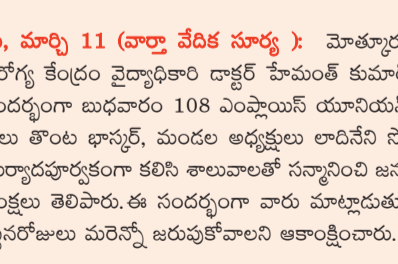 మార్చి 11 (వార్తా వేదిక సూర్య ): మోత్కూరు
రోగ్య కేంద్రం వైద్యాధికారి డాక్టర్ హేమంత్ కుమార్
ందర్భంగా బుధవారం 108 ఎంప్లాయిస్ యూనియన్
లు తొంట భాస్కర్, మండల అధ్యక్షులు లాదినేని
ర్యాదపూర్వకంగా కలిసి శాలువాలతో సన్మానించి
ంక్షలు తెలిపారు.ఈ సందర్భంగా వారు మాట్లాడుతూ
్టినరోజులు మరెన్నో జరుపుకోవాలని ఆకాంక్షించారు.